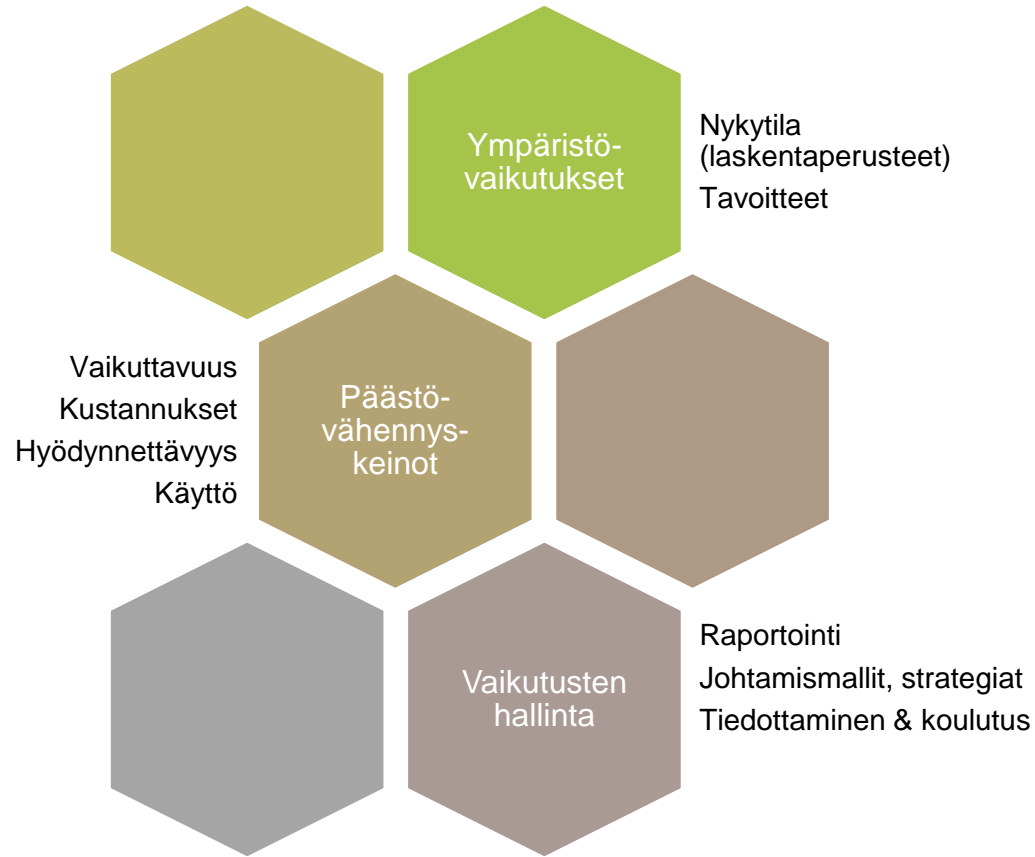 Ympäristö-
vaikutukset
Nykytila
(laskentaperusteet)
Tavoitteet
Vaikuttavuus
Kustannukset
Hyödynnettävyys
Käyttö
Päästö-
vähennys-
keinot
Vaikutusten
hallinta
Raportointi
Johtamismallit, strategiat
Tiedottaminen & koulutus